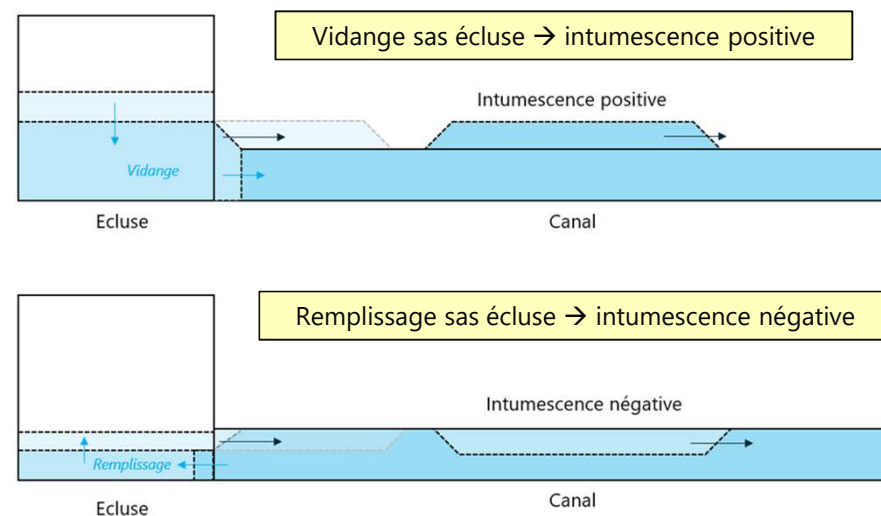 Vidange sas écluse → intumescence positive
Intumescence positive
Vidange
Ecluse
Canal
Remplissage sas écluse → intumescence négative
Intumescence négative
Remplissage
Ecluse
Canal